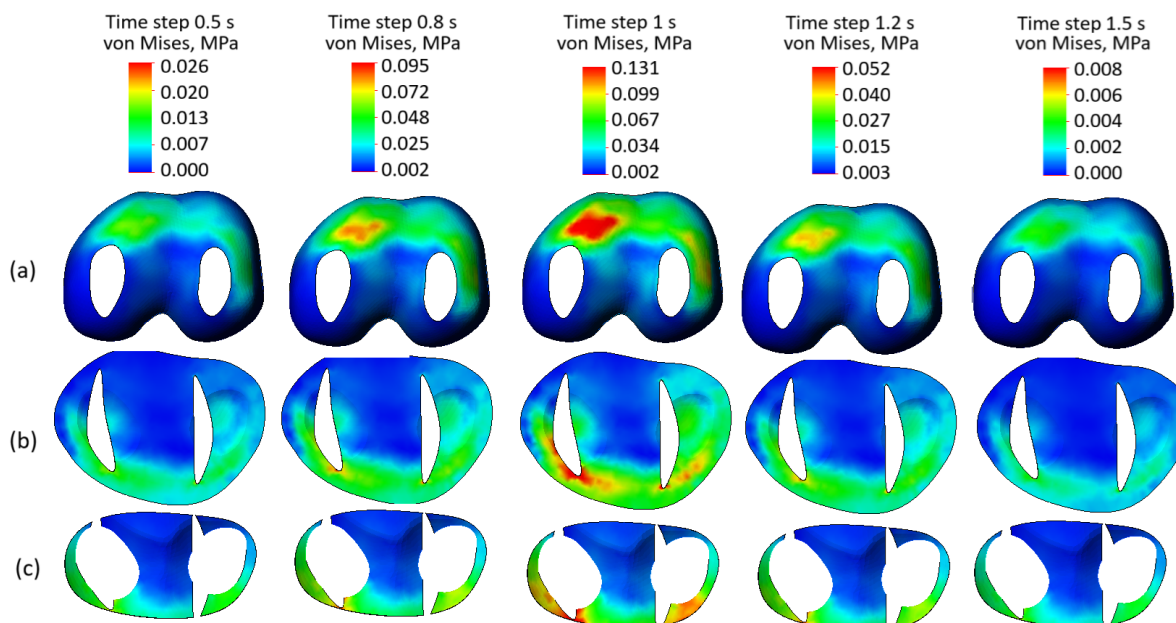 Time step 0.5 s
von Mises, MPa
0.026
0.020
0.013
0.007
0.000
Time step 0.8 s
von Mises, MPa
0.095
0.072
0.048
0.025
0.002
Time step 1 s
von Mises, MPa
0.131
0.099
0.067
0.034
0.002
Time step 1.2 s
von Mises, MPa
0.052
0.040
0.027
0.015
0.003
Time step 1.5 s
von Mises, MPa
0.008
0.006
0.004
0.002
0.000
(a)
(b)
(c)